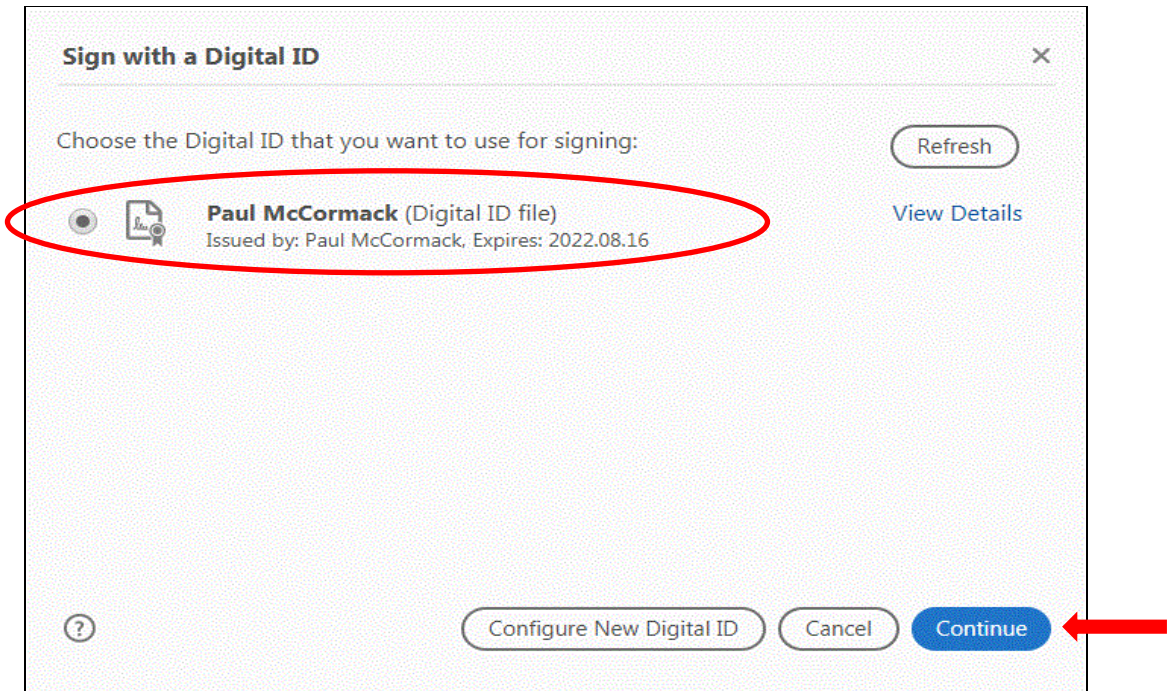 Sign with a Digital ID
Choose the Digital ID that you want to use for signing:
Refresh
Paul McCormack (Digital ID file)
View Details
Issued by: Paul McCormack, Expires: 2022.08.16
?
Configure New Digital ID
Cancel
Continue